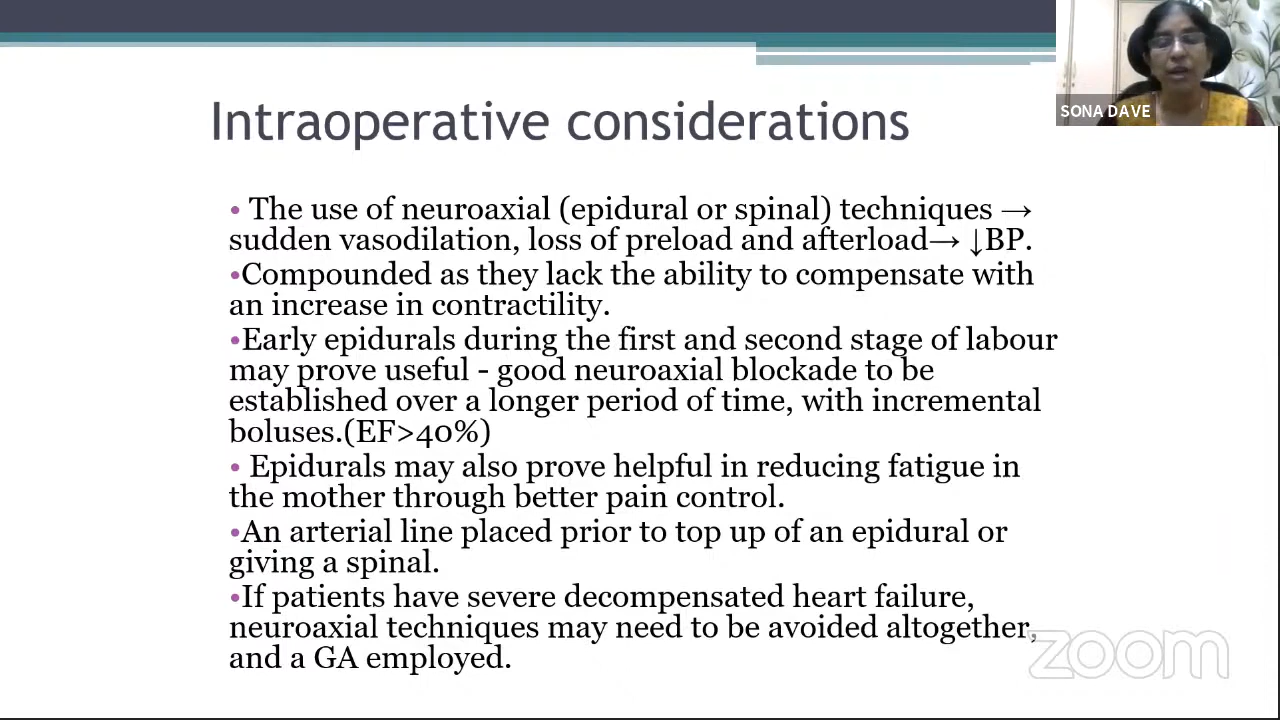 Intraoperative considerations
SONA DAVE
• The use of neuroaxial (epidural or spinal) techniques →
sudden vasodilation, loss of preload and afterload→ ↓BP.
•Compounded as they lack the ability to compensate with
an increase in contractility.
•Early epidurals during the first and second stage of labour
may prove useful - good neuroaxial blockade to be
established over a longer period of time, with incremental
boluses.(EF>40%)
• Epidurals may also prove helpful in reducing fatigue in
the mother through better pain control.
•An arterial line placed prior to top up of an epidural or
giving a spinal.
•If patients have severe decompensated heart failure,
neuroaxial techniques may need to be avoided altogether,
and a GA employed.
zoom